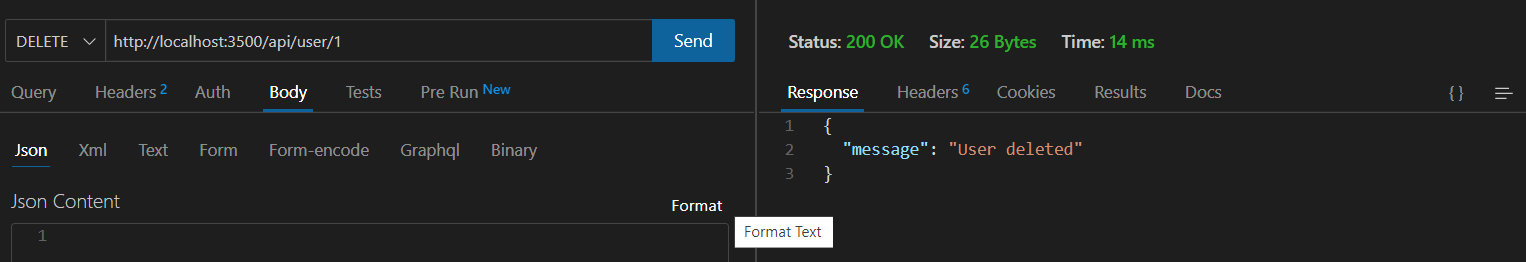 DELETE http://localhost:3500/api/user/1 Send
Query Headers 2 Auth Body Tests Pre Run New
Json Xml Text Form Form-encode Graphql Binary
Json Content Format
1
Format Text
Status: 200 OK Size: 26 Bytes Time: 14 ms
Response Headers 6 Cookies Results Docs { }
1 {
2 "message": "User deleted"
3 }